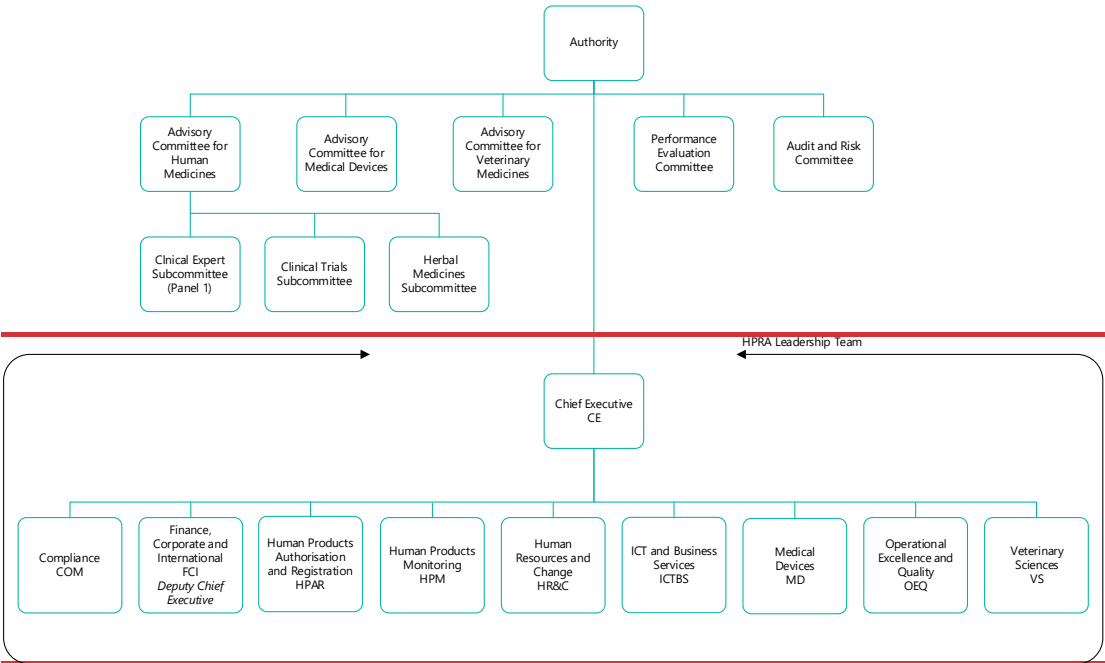 Authority
Advisory
Committee for
Human
Medicines
Advisory
Committee for
Medical Devices
Advisory
Committee for
Veterinary
Medicines
Performance
Evaluation
Committee
Audit and Risk
Committee
Clnical Expert
Subcommittee
(Panel 1)
Clinical Trials
Subcommittee
Herbal
Medicines
Subcommittee
HPRA Leadership Team
Chief Executive
CE
Compliance
COM
Finance,
Corporate and
International
FCI
Deputy Chief
Executive
Human Products
Authorisation
and Registration
HPAR
Human Products
Monitoring
HPM
Human
Resources and
Change
HR&C
ICT and Business
Services
ICTBS
Medical
Devices
MD
Operational
Excellence and
Quality
OEQ
Veterinary
Sciences
VS